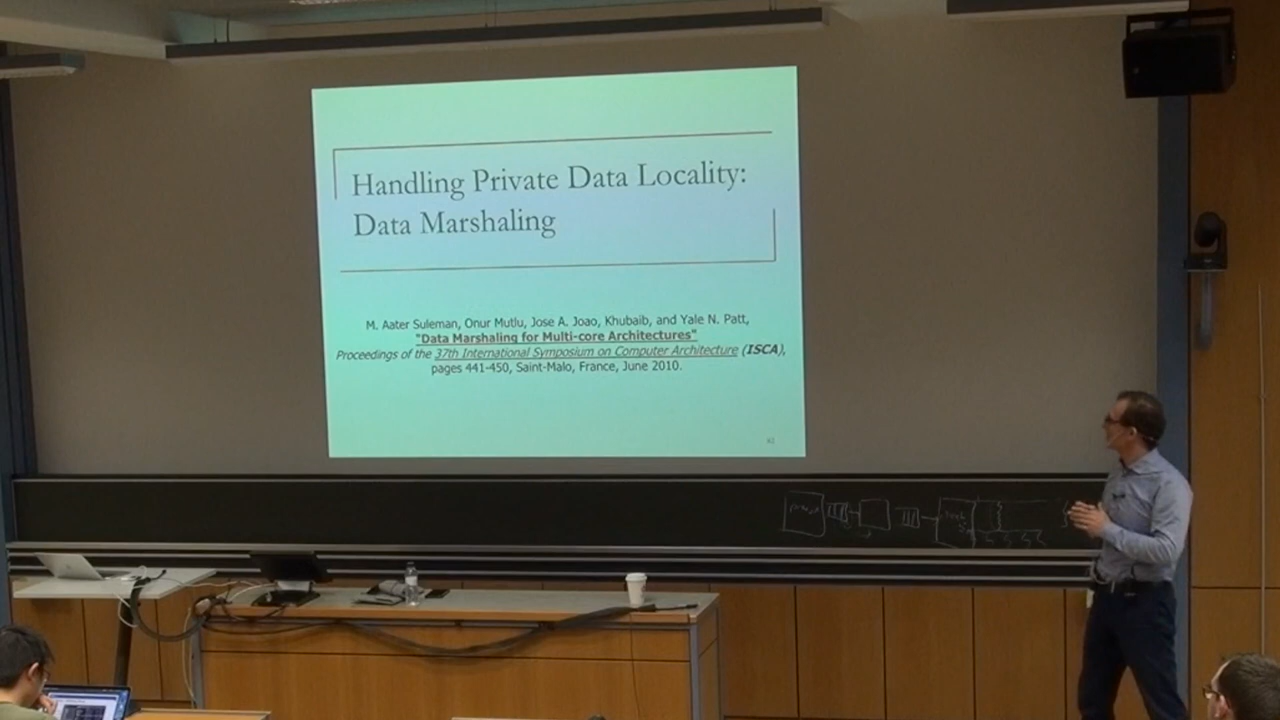 Handling Private Data Locality:
Data Marshaling
M. Aater Suleman, Onur Mutlu, Jose A. Joao, Khubaib, and Yale N. Patt,
"Data Marshaling for Multi-core Architectures"
Proceedings of the 37th International Symposium on Computer Architecture (ISCA),
pages 441-450, Saint-Malo, France, June 2010.